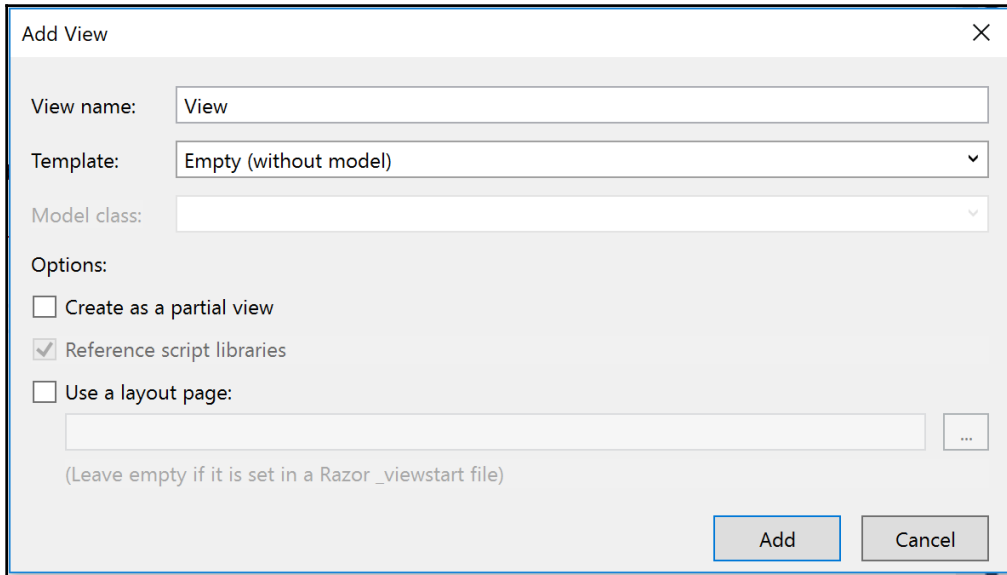 Add View
View name: View
Template: Empty (without model)
Model class:
Options:
Create as a partial view
Reference script libraries
Use a layout page:
...
(Leave empty if it is set in a Razor _viewstart file)
Add Cancel